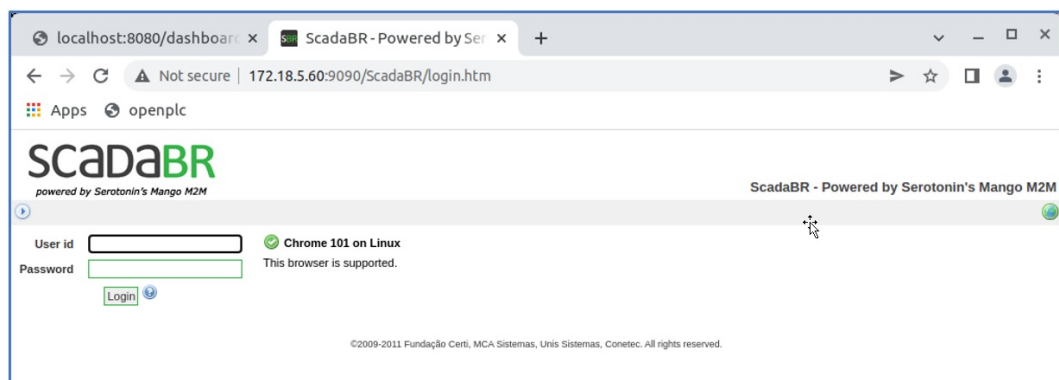 localhost:8080/dashboar
ScadaBR - Powered by Ser
Not secure | 172.18.5.60:9090/ScadaBR/login.htm
Apps openplc
scadaBR
powered by Serotonin's Mango M2M
ScadaBR - Powered by Serotonin's Mango M2M
User id
Chrome 101 on Linux
Password
This browser is supported.
Login
©2009-2011 Fundação Certi, MCA Sistemas, Unis Sistemas, Conetec. All rights reserved.